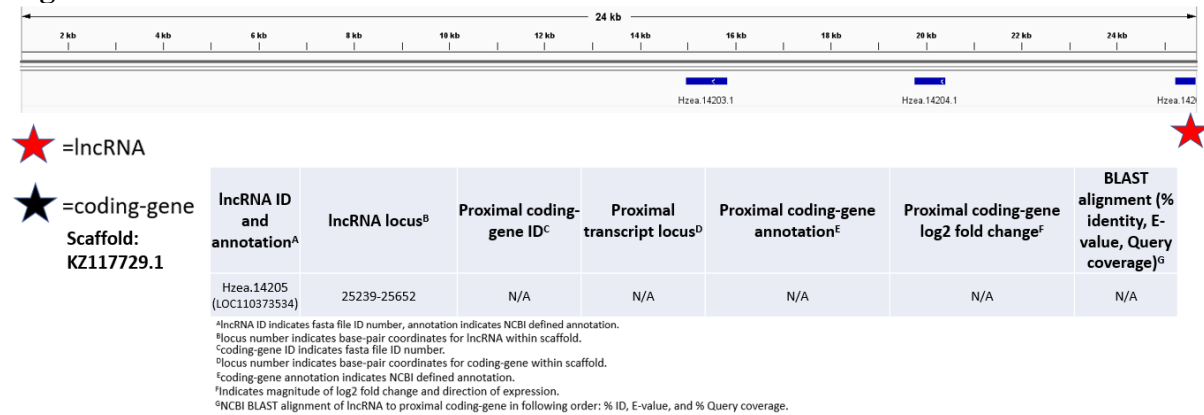 24 kb
2 kb 4 kb 6 kb 8 kb 10 kb 12 kb 14 kb 16 kb 18 kb 20 kb 22 kb 24 kb
Hzea.14203.1 Hzea.14204.1 Hzea.1420
=lncRNA
=coding-gene
Scaffold:
KZ117729.1
lncRNA ID and annotationA lncRNA locusB Proximal coding-gene IDC Proximal transcript locusD Proximal coding-gene annotationE Proximal coding-gene log2 fold changeF BLAST alignment (% identity, E-value, Query coverage)G
Hzea.14205 (LOC110373534) 25239-25652 N/A N/A N/A N/A N/A
AlncRNA ID indicates fasta file ID number, annotation indicates NCBI defined annotation.
Blocus number indicates base-pair coordinates for lncRNA within scaffold.
Ccoding-gene ID indicates fasta file ID number.
Dlocus number indicates base-pair coordinates for coding-gene within scaffold.
Ecoding-gene annotation indicates NCBI defined annotation.
FIndicates magnitude of log2 fold change and direction of expression.
GNCBI BLAST alignment of lncRNA to proximal coding-gene in following order: % ID, E-value, and % Query coverage.